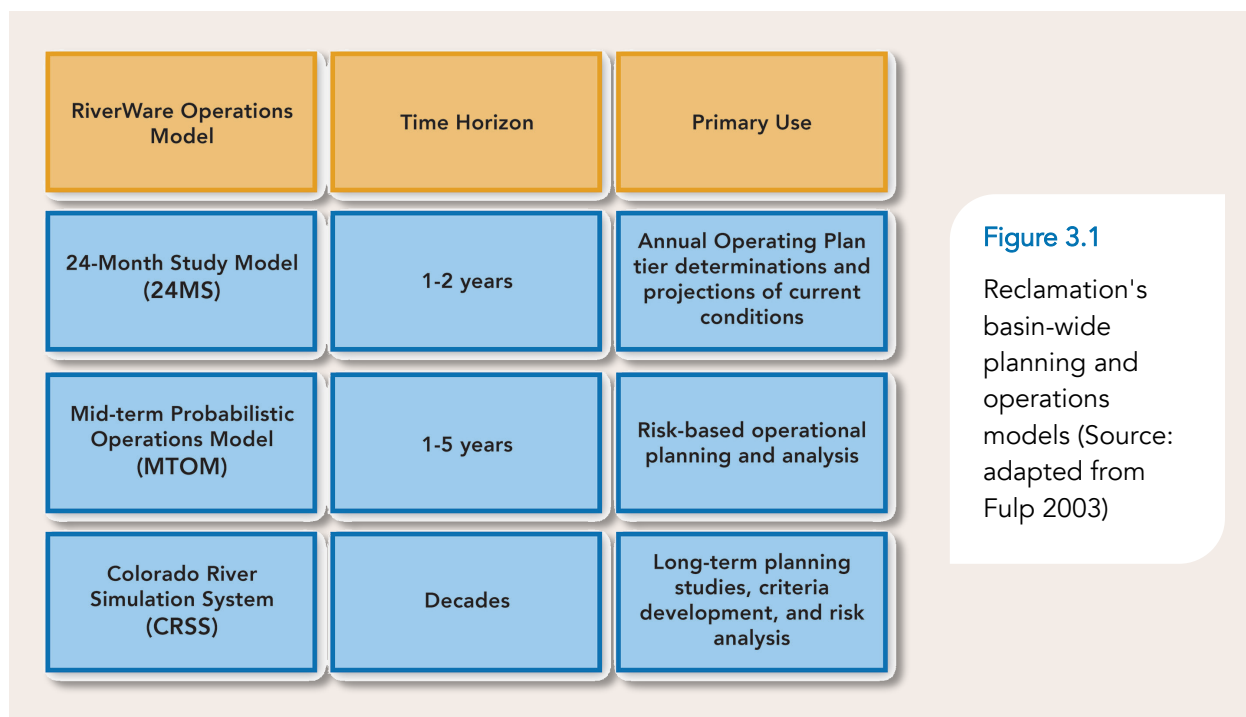 RiverWare Operations
Model
Time Horizon
Primary Use
24-Month Study Model
(24MS)
1-2 years
Annual Operating Plan
tier determinations and
projections of current
conditions
Mid-term Probabilistic
Operations Model
(MTOM)
1-5 years
Risk-based operational
planning and analysis
Colorado River
Simulation System
(CRSS)
Decades
Long-term planning
studies, criteria
development, and risk
analysis
Figure 3.1
Reclamation's
basin-wide
planning and
operations
models (Source:
adapted from
Fulp 2003)